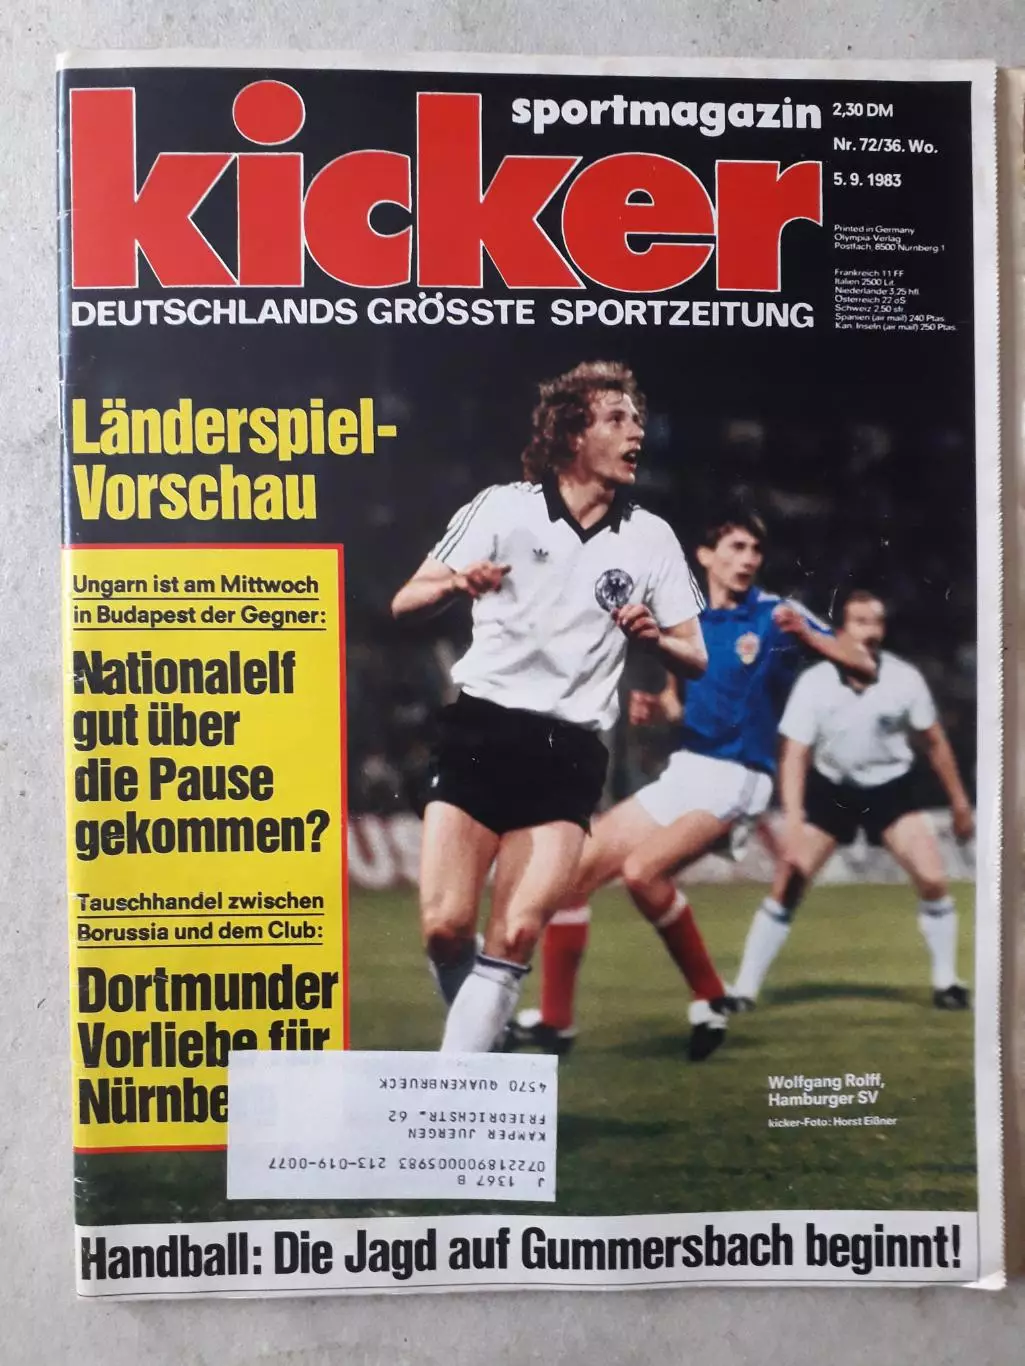 sportmagazin
kicker
DEUTSCHLANDS GRÖSSTE SPORTZEITUNG
2,30 DM
Nr. 72/36. Wo.
5. 9. 1983
Printed in Germany
Olympia-Verlag
Postfach, 8500 Nürnberg 1
Frankreich 11 FF
Italien 2500 Lit.
Niederlande 3,25 hfl.
Österreich 22 öS
Schweiz 2,50 sfr
Spanien (air mail) 240 Ptas.
Kan. Inseln (air mail) 250 Ptas.
Länderspiel-
Vorschau
Ungarn ist am Mittwoch
in Budapest der Gegner:
Nationalelf
gut über
die Pause
gekommen?
Tauschhandel zwischen
Borussia und dem Club:
Dortmunder
Vorliebe für
Nürnbe
J 1367 B
07221890005983 213-019-0077
KAMPER JUERGEN
FRIEDRICHSTR. 62
4570 QUAKENBRUECK
Wolfgang Rolff,
Hamburger SV
kicker-Foto: Horst Eißner
Handball: Die Jagd auf Gummersbach beginnt!